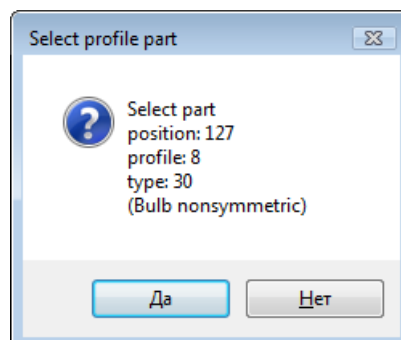 Select profile part
Select part
position: 127
profile: 8
type: 30
(Bulb nonsymmetric)
Да
Нет